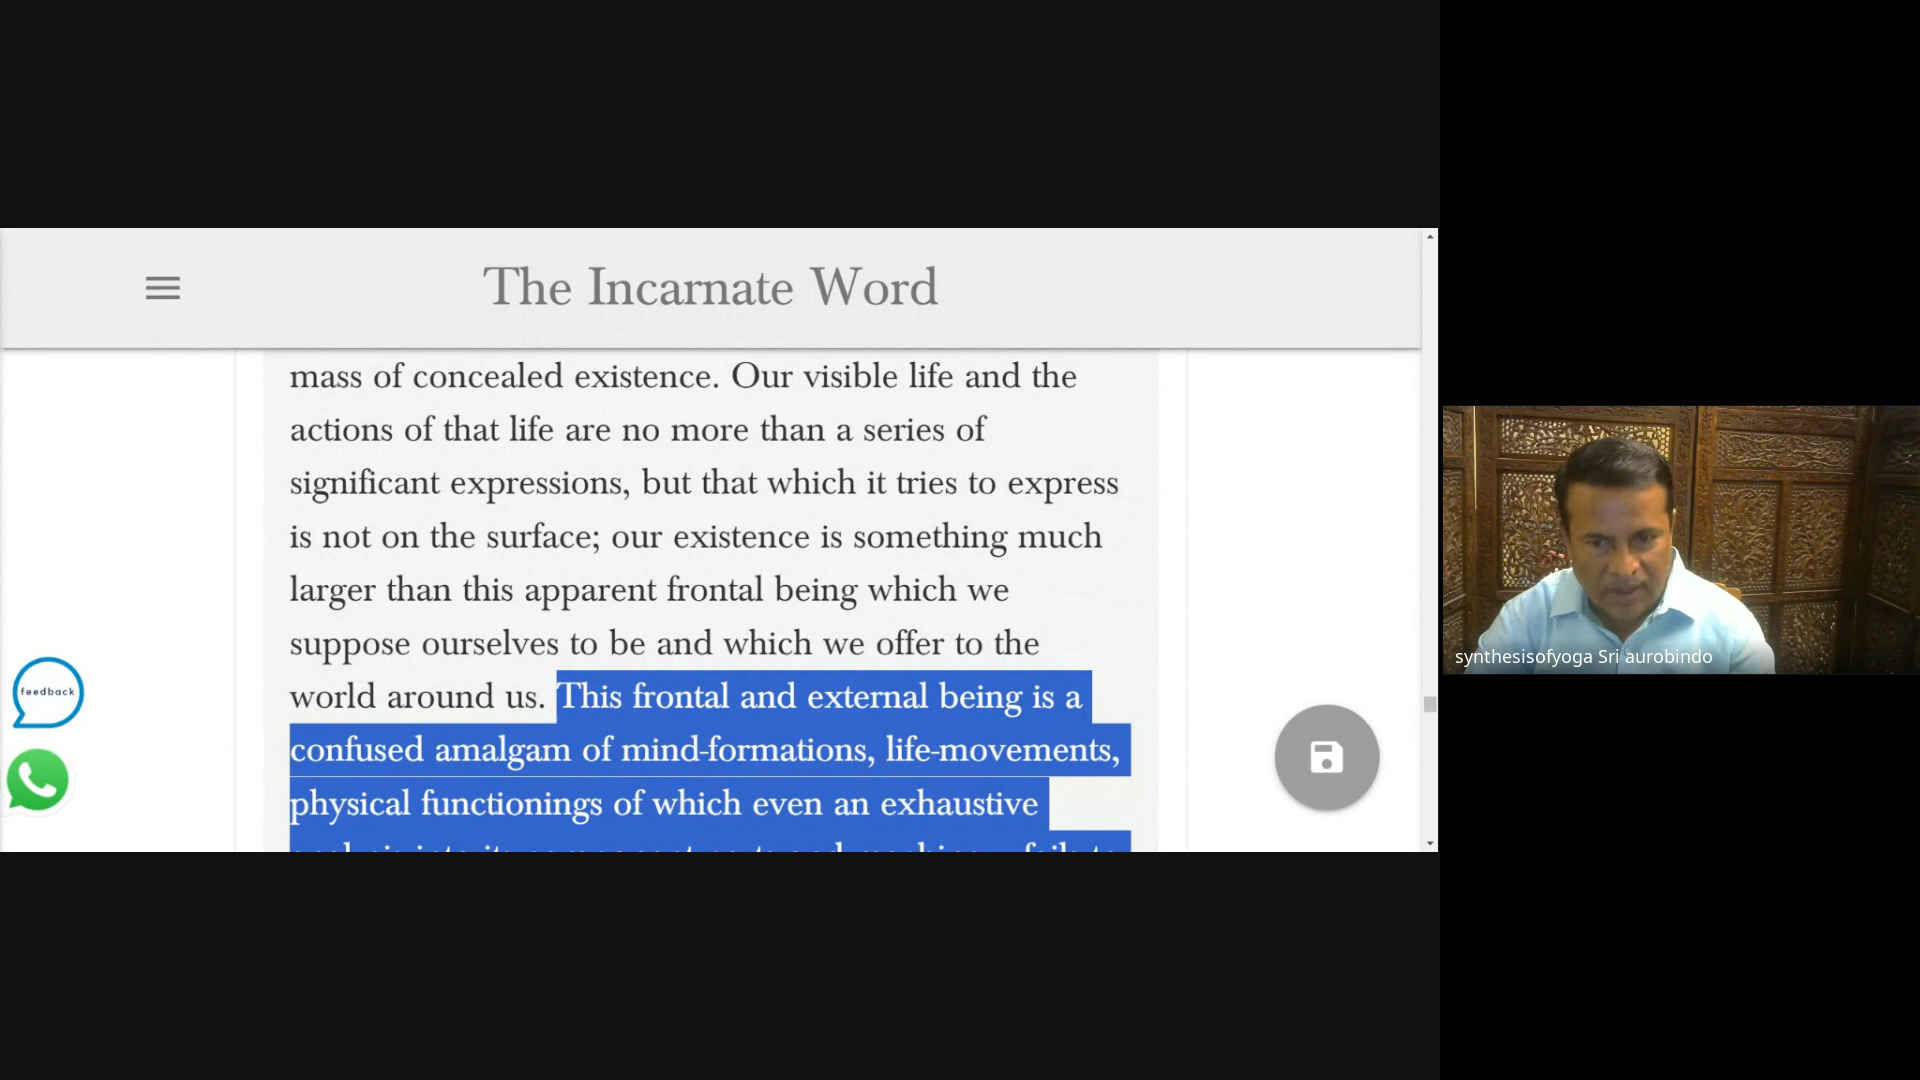 The Incarnate Word
mass of concealed existence. Our visible life and the
actions of that life are no more than a series of
significant expressions, but that which it tries to express
is not on the surface; our existence is something much
larger than this apparent frontal being which we
suppose ourselves to be and which we offer to the
world around us. This frontal and external being is a
confused amalgam of mind-formations, life-movements,
physical functionings of which even an exhaustive
feedback
synthesisofyoga Sri aurobindo